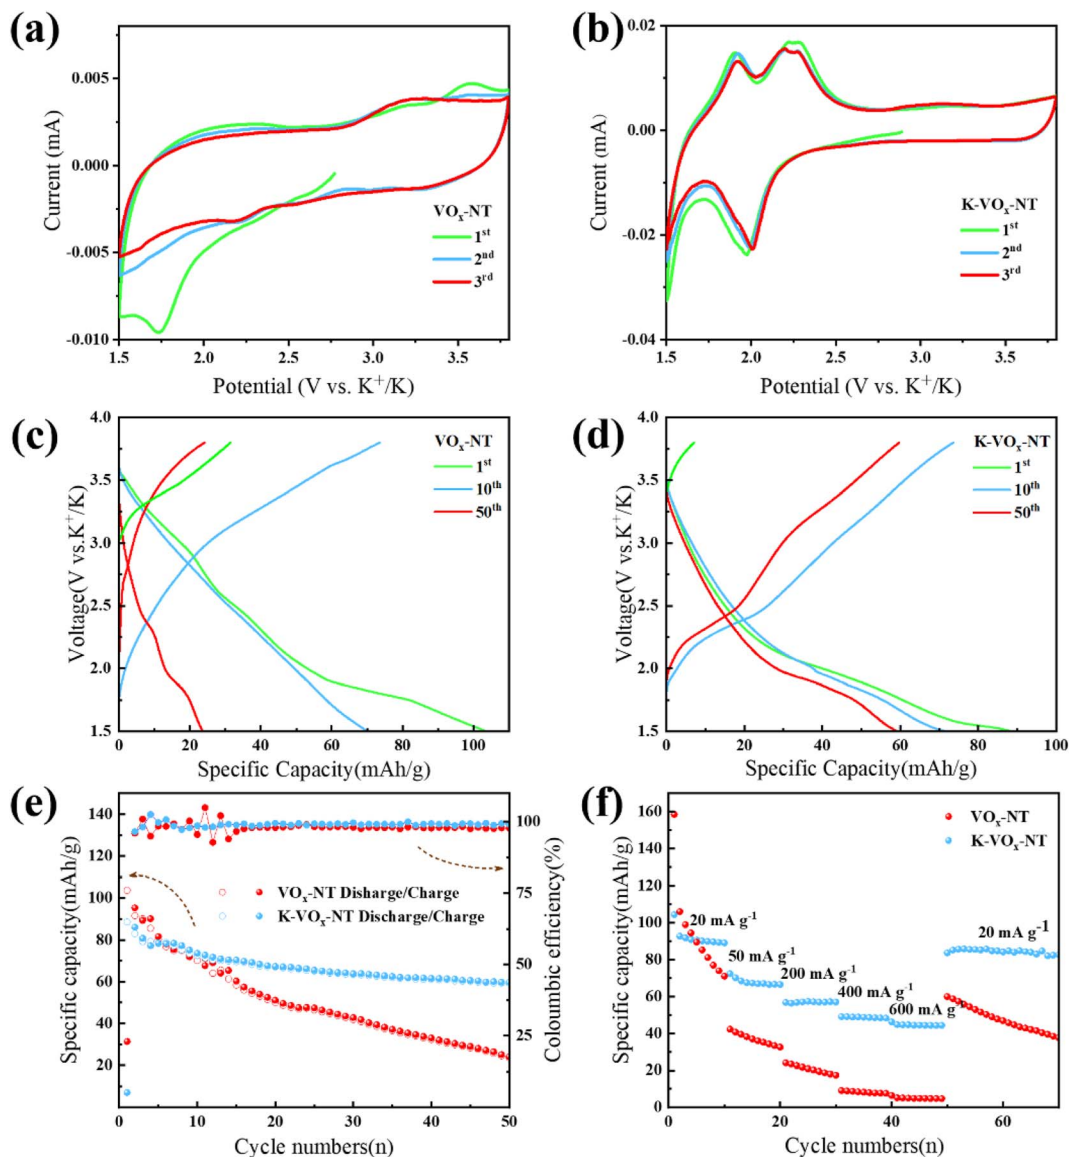 (a)
0.005
0.000
-0.005
-0.010
Current (mA)
VOₓ-NT
1ˢᵗ
2ⁿᵈ
3ʳᵈ
1.5 2.0 2.5 3.0 3.5
Potential (V vs. K⁺/K)
(b)
0.02
0.00
-0.02
-0.04
Current (mA)
K-VOₓ-NT
1ˢᵗ
2ⁿᵈ
3ʳᵈ
1.5 2.0 2.5 3.0 3.5
Potential (V vs. K⁺/K)
(c)
4.0
3.5
3.0
2.5
2.0
1.5
Voltage(V vs.K⁺/K)
VOₓ-NT
1ˢᵗ
10ᵗʰ
50ᵗʰ
0 20 40 60 80 100
Specific Capacity(mAh/g)
(d)
4.0
3.5
3.0
2.5
2.0
1.5
Voltage(V vs.K⁺/K)
K-VOₓ-NT
1ˢᵗ
10ᵗʰ
50ᵗʰ
0 20 40 60 80 100
Specific Capacity(mAh/g)
(e)
140
120
100
80
60
40
20
Specific capacity(mAh/g)
VOₓ-NT Disharge/Charge
K-VOₓ-NT Disharge/Charge
100
75
50
25
Coloumbic efficiency(%)
0 10 20 30 40 50
Cycle numbers(n)
(f)
160
140
120
100
80
60
40
20
0
Specific capacity(mAh/g)
VOₓ-NT
K-VOₓ-NT
20 mA g⁻¹
50 mA g⁻¹
200 mA g⁻¹
400 mA g⁻¹
600 mA g⁻¹
20 mA g⁻¹
0 20 40 60
Cycle numbers(n)